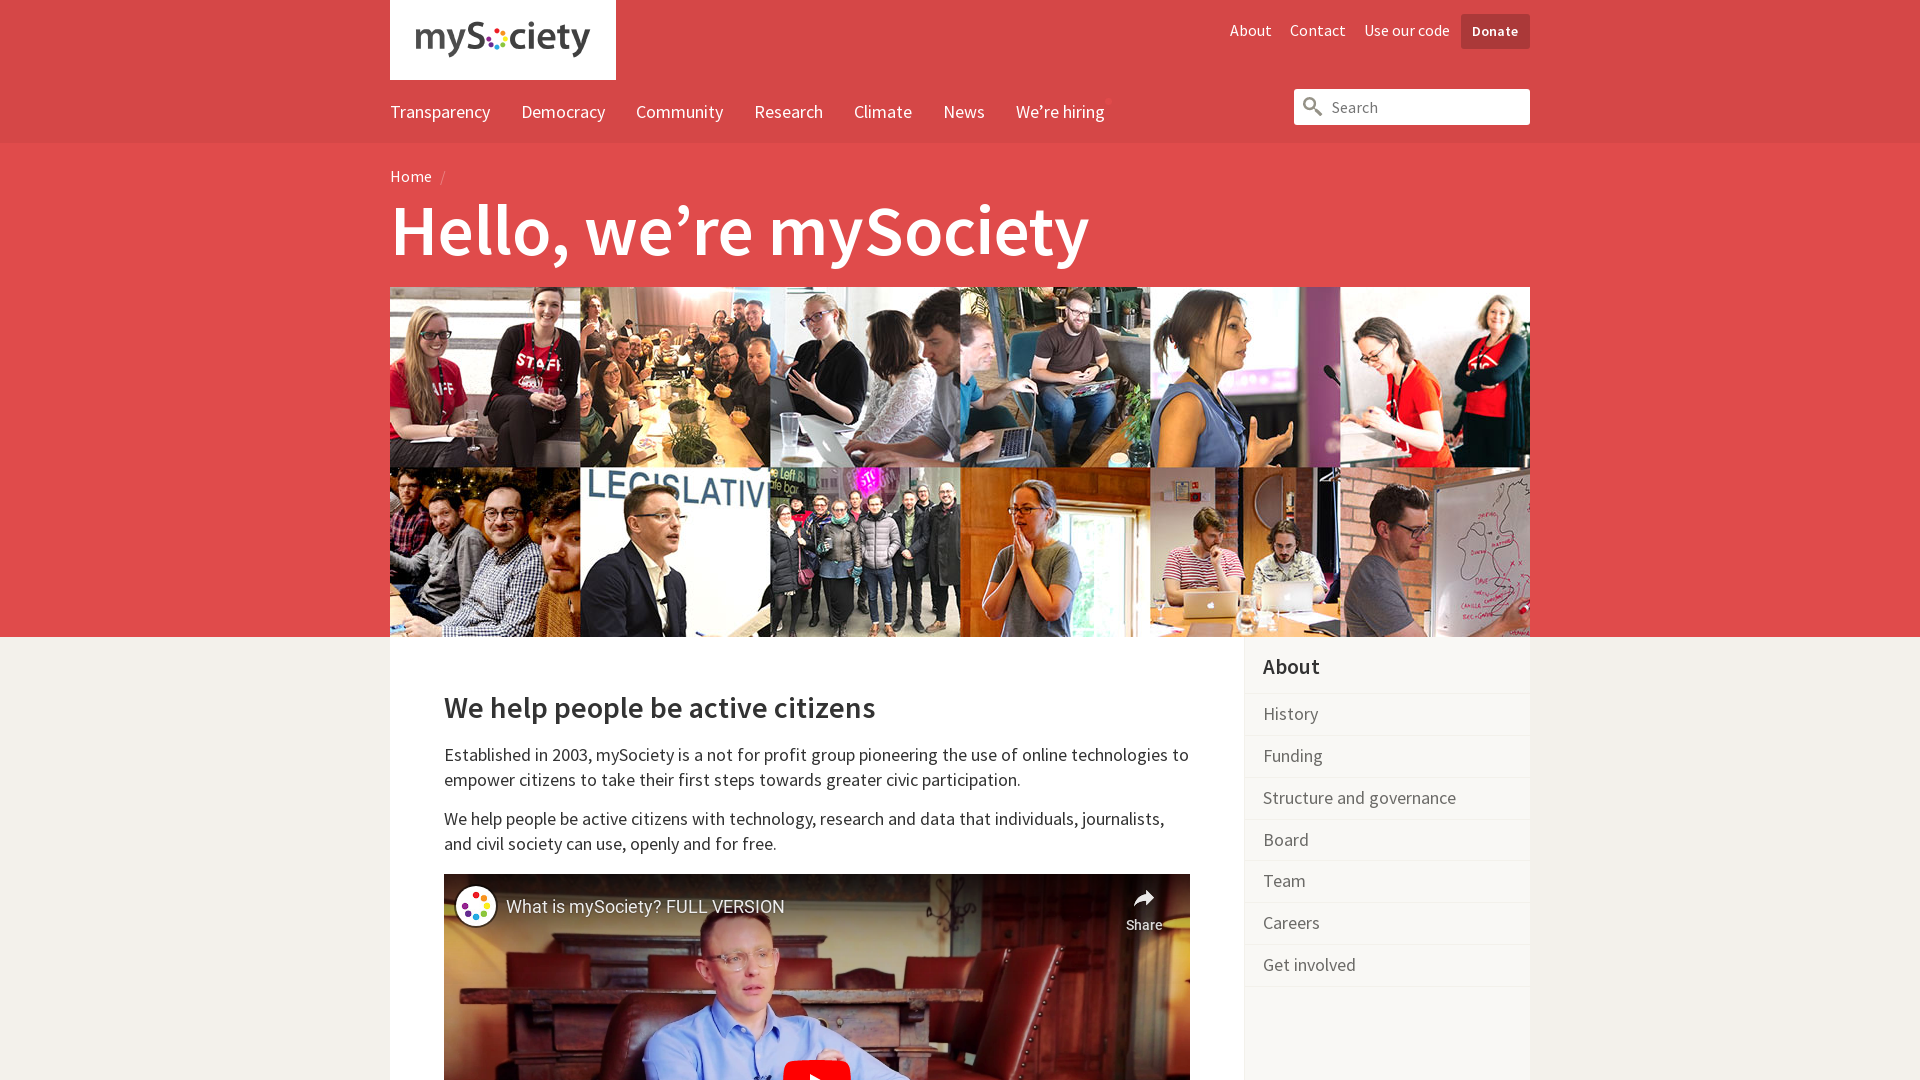 mySociety
About Contact Use our code Donate
Transparency Democracy Community Research Climate News We’re hiring
Search
Home /
Hello, we’re mySociety
STAFF
LEGISLATIV
We help people be active citizens
Established in 2003, mySociety is a not for profit group pioneering the use of online technologies to
empower citizens to take their first steps towards greater civic participation.
We help people be active citizens with technology, research and data that individuals, journalists,
and civil society can use, openly and for free.
What is mySociety? FULL VERSION
Share
About
History
Funding
Structure and governance
Board
Team
Careers
Get involved